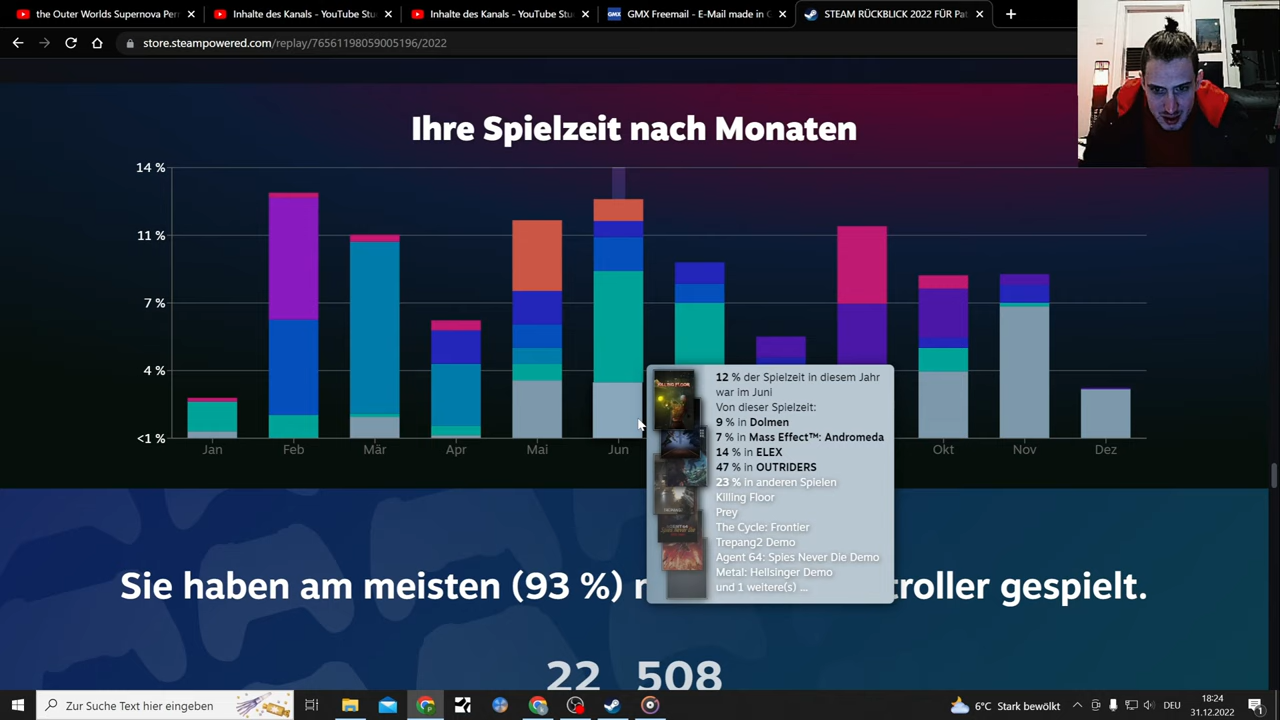 the Outer Worlds Supernova Per
Inhalte des Kanals - YouTube Stu
Inhalte des Kanals - YouTube St
GMX Freemail - E-Mail made in G
STEAM RÜCKBLICK 2022 FÜR Pat
store.steampowered.com/replay/76561198059005196/2022
Ihre Spielzeit nach Monaten
14 %
11 %
7 %
4 %
<1 %
Jan Feb Mär Apr Mai Jun Okt Nov Dez
12 % der Spielzeit in diesem Jahr
war im Juni
Von dieser Spielzeit:
9 % in Dolmen
7 % in Mass Effect™: Andromeda
14 % in ELEX
47 % in OUTRIDERS
23 % in anderen Spielen
Killing Floor
Prey
The Cycle: Frontier
Trepang2 Demo
Agent 64: Spies Never Die Demo
Metal: Hellsinger Demo
und 1 weitere(s) ...
KILLING FLOOR
Sie haben am meisten (93 %) troller gespielt.
22 508
Zur Suche Text hier eingeben
6°C Stark bewölkt
DEU
18:24
31.12.2022
1